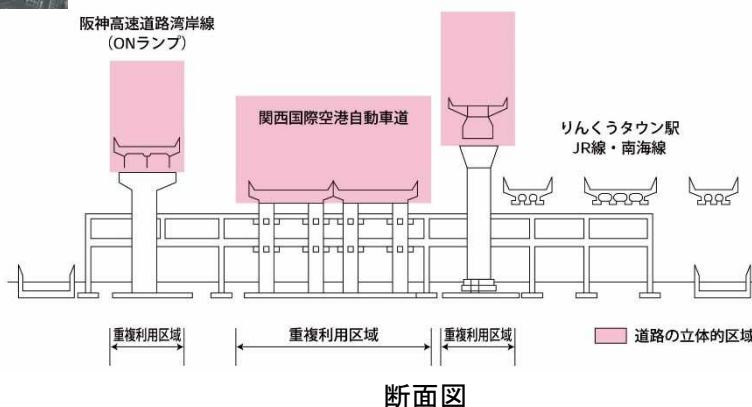 阪神高速道路湾岸線
（ONランプ）
関西国際空港自動車道
りんくうタウン駅
JR線・南海線
重複利用区域
重複利用区域
重複利用区域
道路の立体的区域
断面図